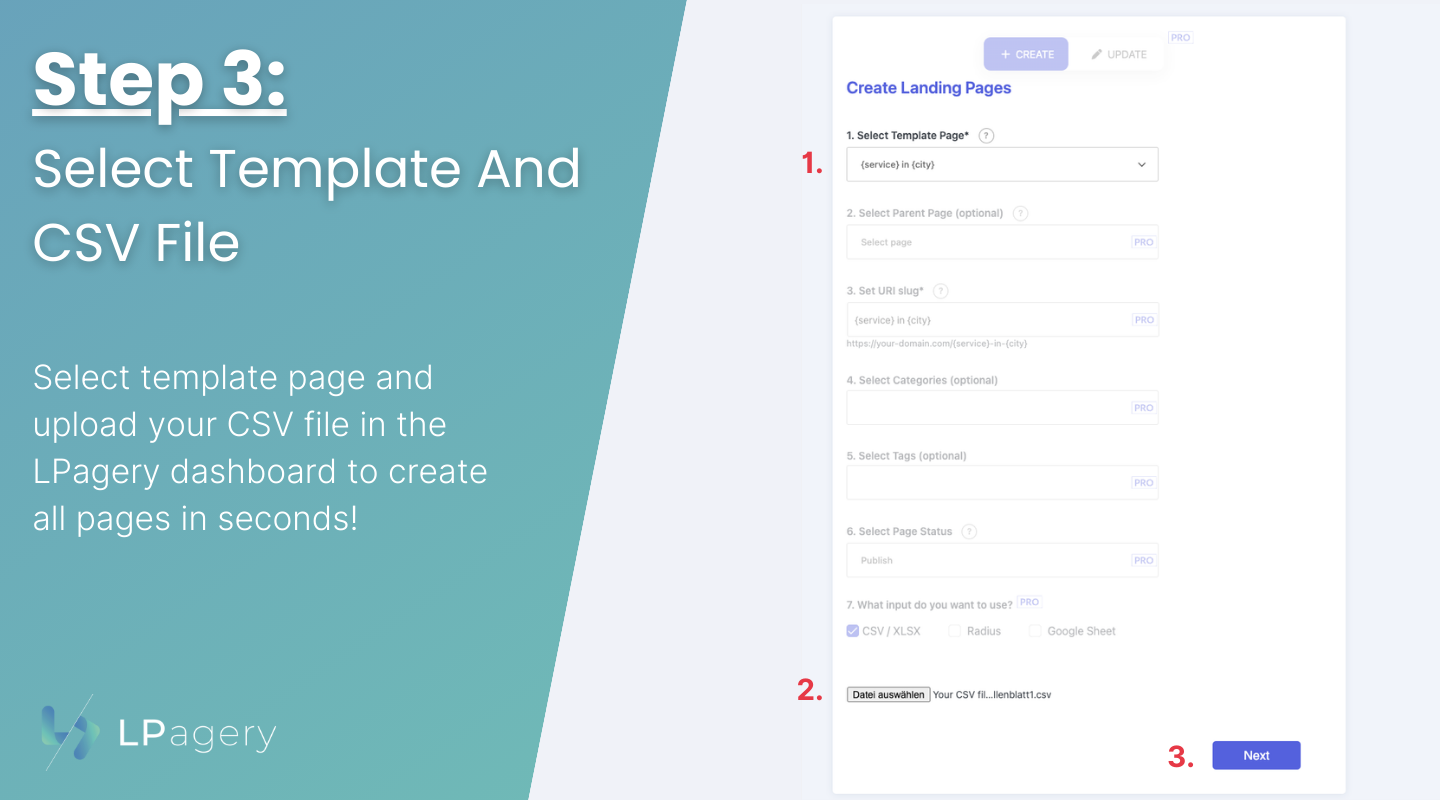 Step 3:
Select Template And
CSV File
Select template page and
upload your CSV file in the
LPagery dashboard to create
all pages in seconds!
LPagery
+ CREATE
UPDATE
PRO
Create Landing Pages
1. Select Template Page* ?
1.
{service} in {city}
2. Select Parent Page (optional) ?
Select page
PRO
3. Set URI slug* ?
{service} in {city}
PRO
https://your-domain.com/{service}-in-{city}
4. Select Categories (optional)
PRO
5. Select Tags (optional)
PRO
6. Select Page Status ?
Publish
PRO
7. What input do you want to use? PRO
CSV / XLSX
Radius
Google Sheet
2.
Datei auswählen Your CSV fil...llenblatt1.csv
3.
Next